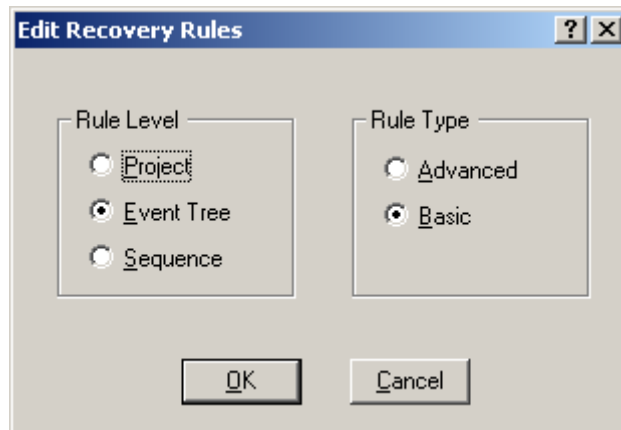 Edit Recovery Rules
Rule Level
Project
Event Tree
Sequence
Rule Type
Advanced
Basic
OK
Cancel